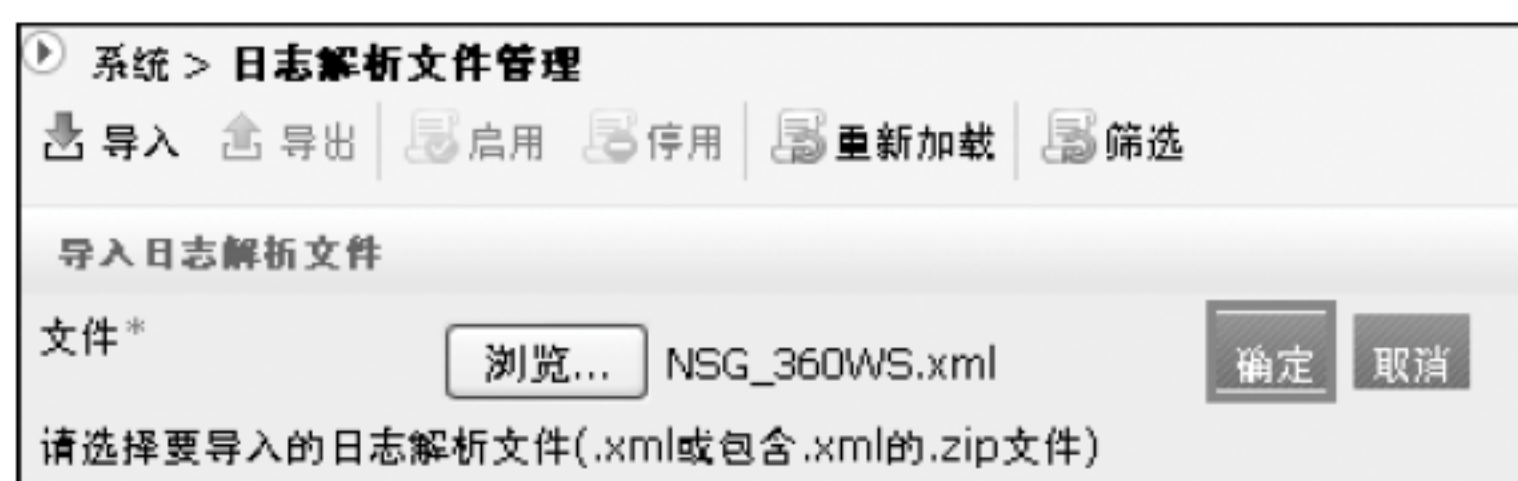 系统 > 日志解析文件管理
导入 导出 启用 停用 重新加载 筛选
导入日志解析文件
文件* 浏览... NSG_360WS.xml 确定 取消
请选择要导入的日志解析文件(.xml或包含.xml的.zip文件)